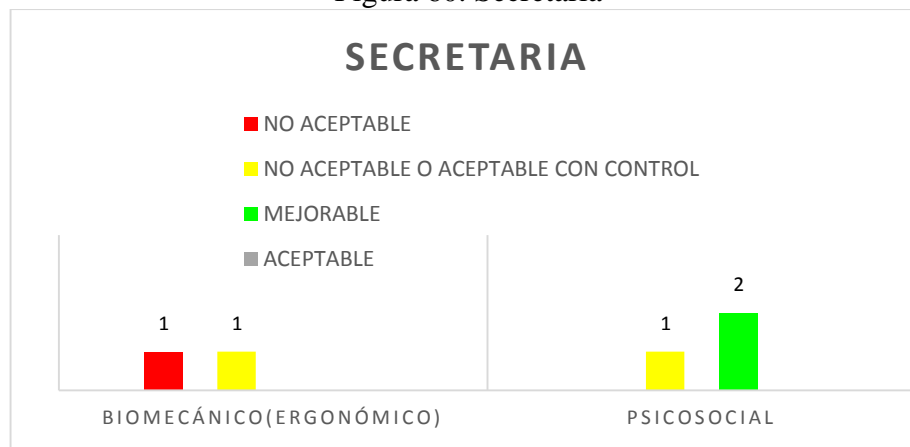 SECRETARIA
NO ACEPTABLE
NO ACEPTABLE O ACEPTABLE CON CONTROL
MEJORABLE
ACEPTABLE
1 1 1 2
BIOMECÁNICO(ERGONÓMICO) PSICOSOCIAL